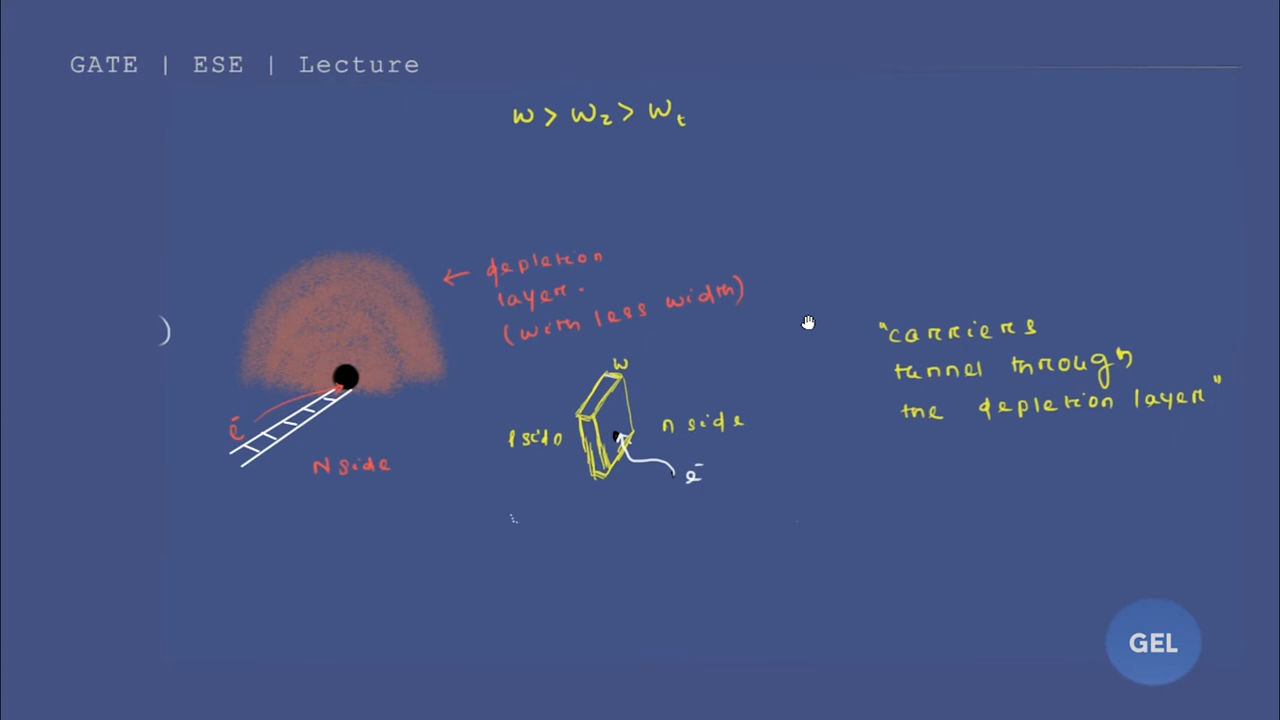 GATE | ESE | Lecture
W > W₂ > Wₜ
← depletion
layer.
(with less width)
)
"carriers
tunnel through
the depletion layer"
W
P side
n side
e⁻
e⁻
N side
GEL